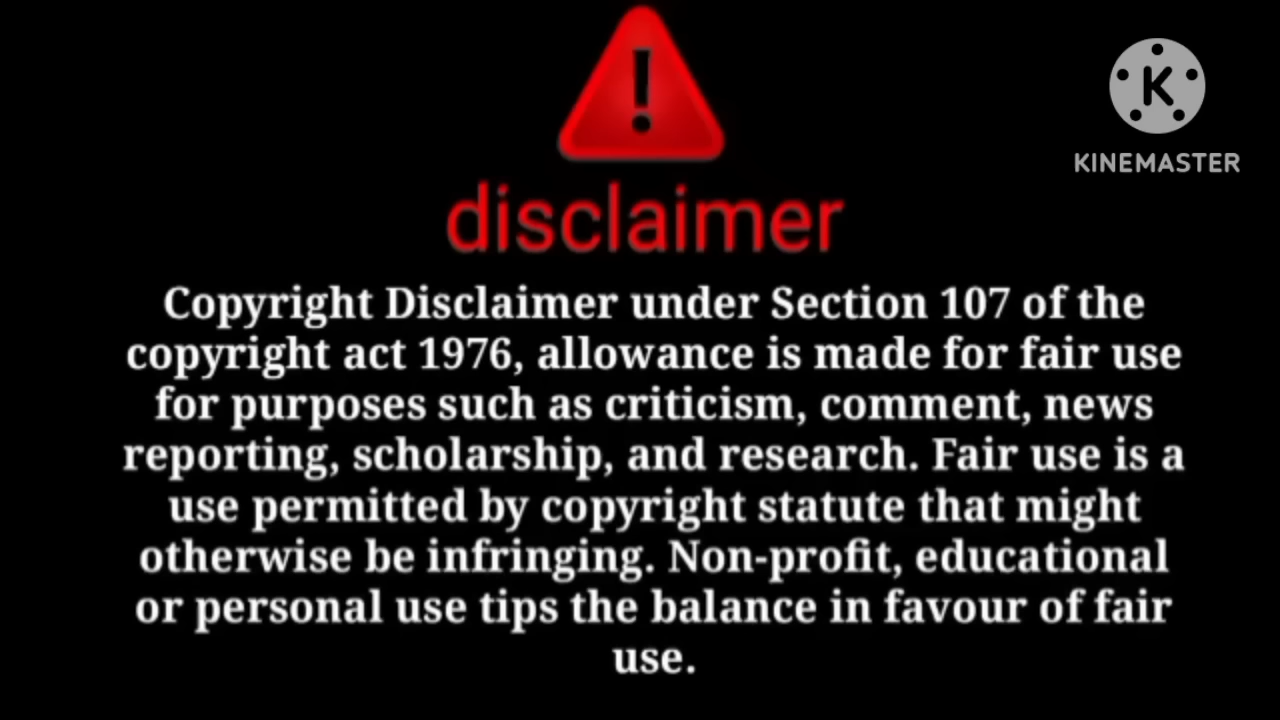 !
K
KINEMASTER
disclaimer
Copyright Disclaimer under Section 107 of the
copyright act 1976, allowance is made for fair use
for purposes such as criticism, comment, news
reporting, scholarship, and research. Fair use is a
use permitted by copyright statute that might
otherwise be infringing. Non-profit, educational
or personal use tips the balance in favour of fair
use.